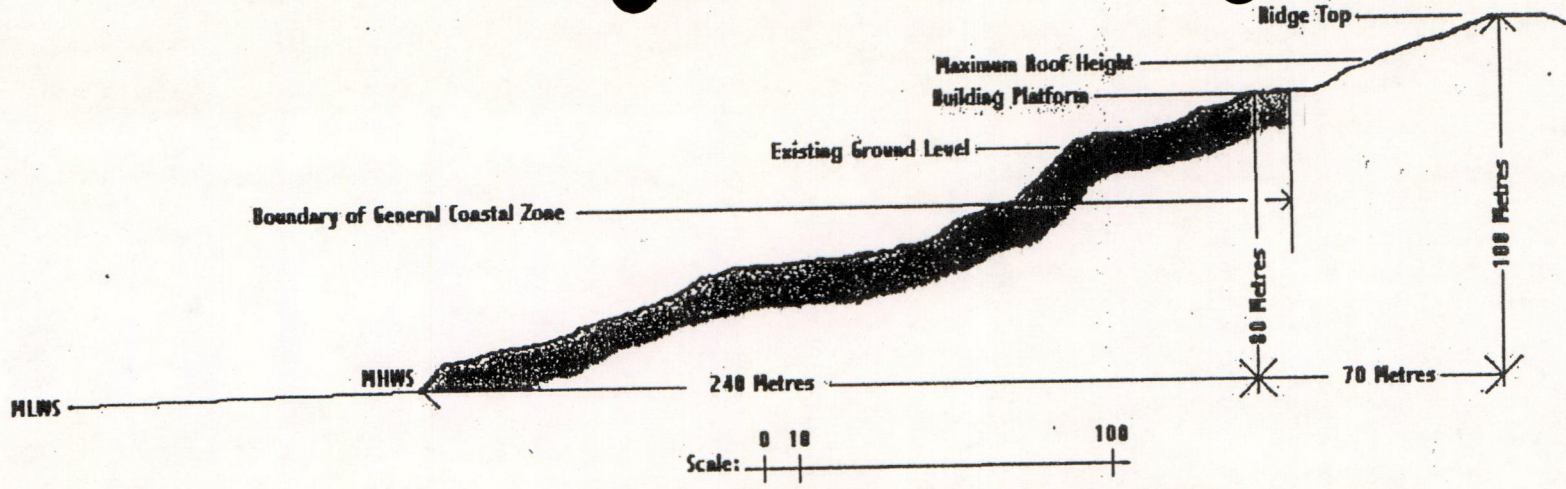 Ridge Top
Maximum Roof Height
Building Platform
Existing Ground Level
Boundary of General Coastal Zone
100 Metres
80 Metres
MHWS
240 Metres
70 Metres
MLWS
0 10 100
Scale: